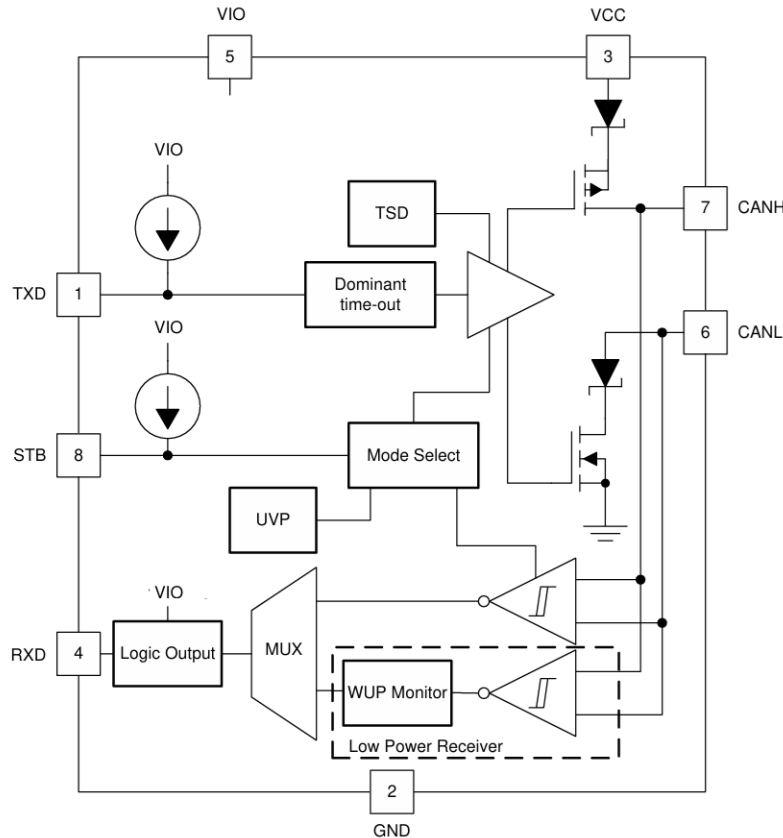 VIO
VCC
5
3
VIO
TSD
7
CANH
Dominant
time-out
TXD
1
VIO
6
CANL
STB
8
Mode Select
UVP
VIO
RXD
4
Logic Output
MUX
WUP Monitor
Low Power Receiver
2
GND